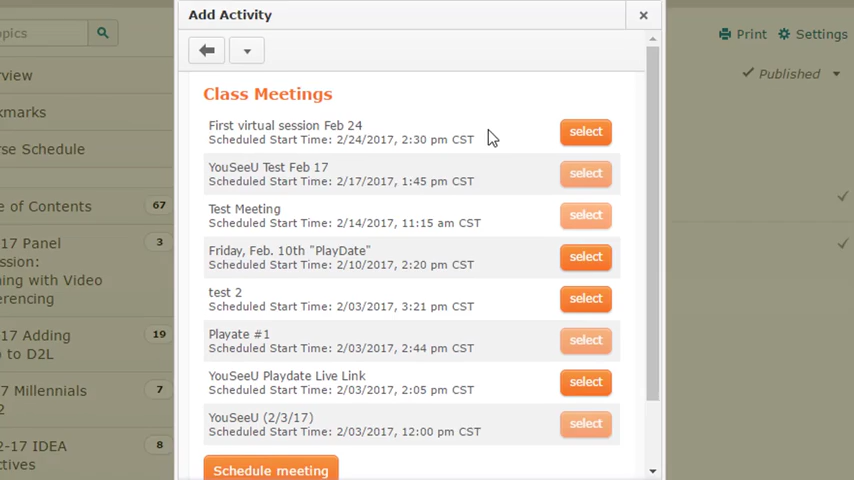 Add Activity
opics
Print
Settings
rview
Published
kmarks
rse Schedule
e of Contents 67
-17 Panel 3
ssion:
ning with Video
erencing
-17 Adding 19
o to D2L
7 Millennials 7
2
2-17 IDEA 8
ctives
Class Meetings
First virtual session Feb 24
Scheduled Start Time: 2/24/2017, 2:30 pm CST
select
YouSeeU Test Feb 17
Scheduled Start Time: 2/17/2017, 1:45 pm CST
select
Test Meeting
Scheduled Start Time: 2/14/2017, 11:15 am CST
select
Friday, Feb. 10th "PlayDate"
Scheduled Start Time: 2/10/2017, 2:20 pm CST
select
test 2
Scheduled Start Time: 2/03/2017, 3:21 pm CST
select
Playate #1
Scheduled Start Time: 2/03/2017, 2:44 pm CST
select
YouSeeU Playdate Live Link
Scheduled Start Time: 2/03/2017, 2:05 pm CST
select
YouSeeU (2/3/17)
Scheduled Start Time: 2/03/2017, 12:00 pm CST
select
Schedule meeting